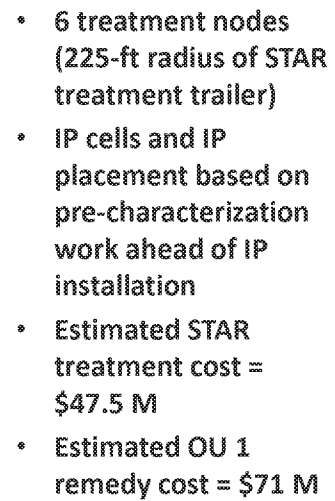 • 6 treatment nodes
(225-ft radius of STAR
treatment trailer)
• IP cells and IP
placement based on
pre-characterization
work ahead of IP
installation
• Estimated STAR
treatment cost =
$47.5 M
• Estimated OU 1
remedy cost = $71 M